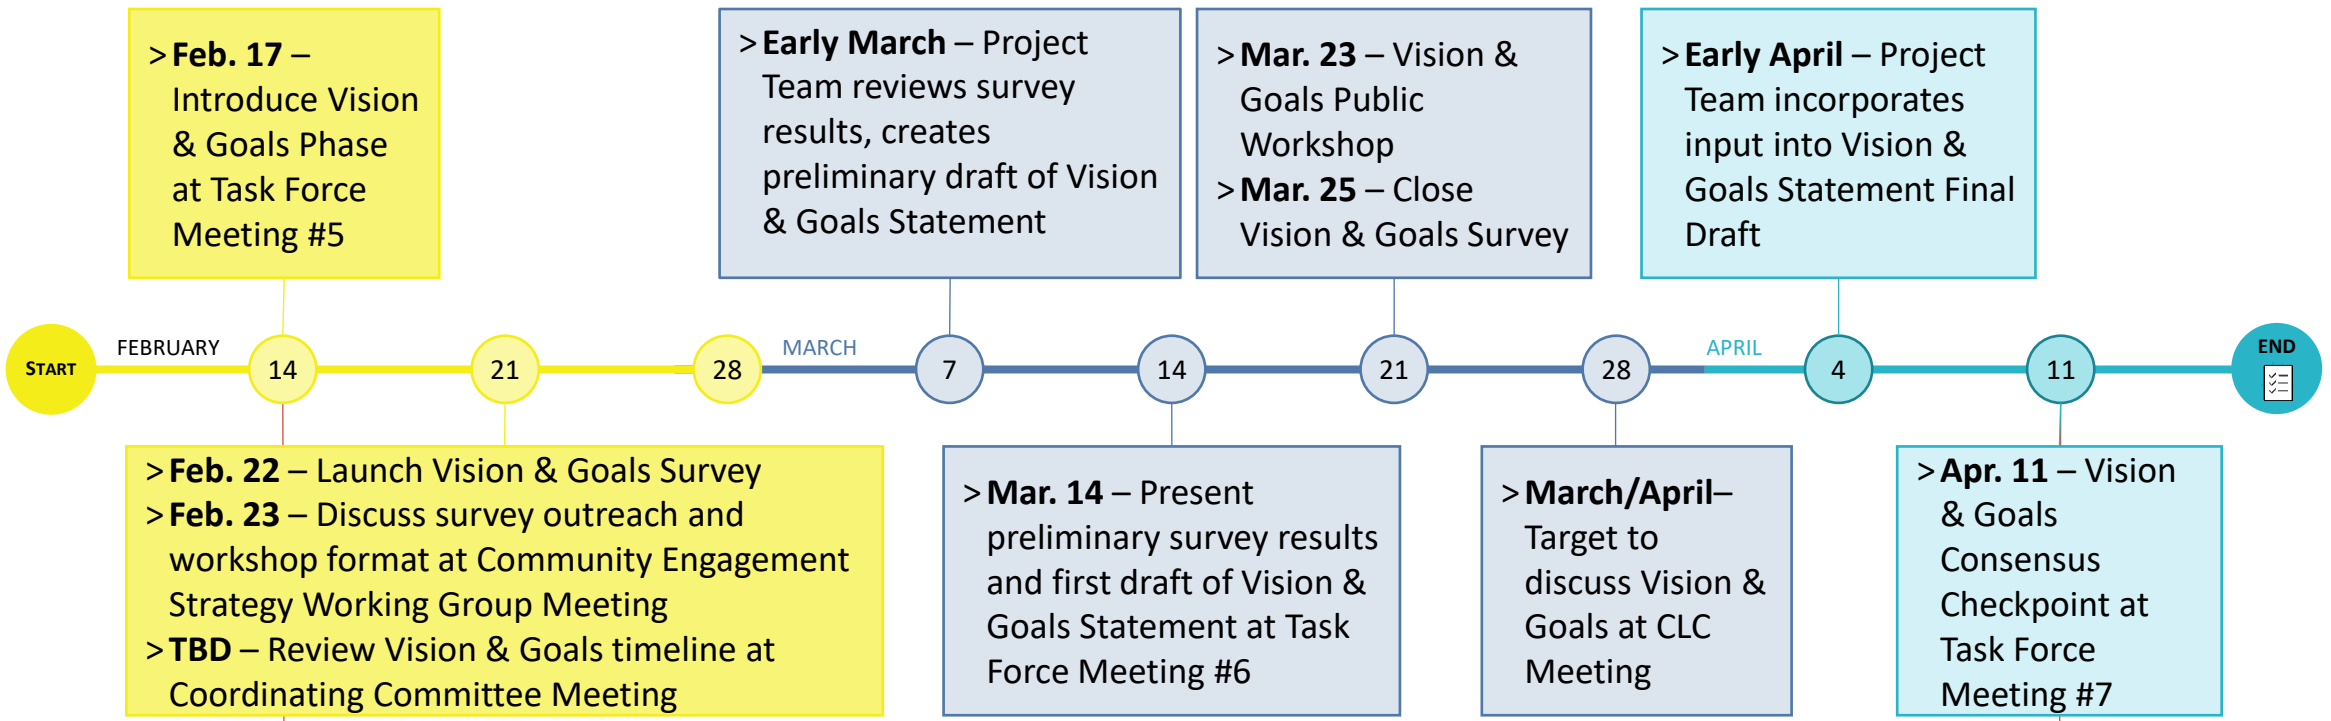 > Feb. 17 –
Introduce Vision
& Goals Phase
at Task Force
Meeting #5
> Early March – Project
Team reviews survey
results, creates
preliminary draft of Vision
& Goals Statement
> Mar. 23 – Vision &
Goals Public
Workshop
> Mar. 25 – Close
Vision & Goals Survey
> Early April – Project
Team incorporates
input into Vision &
Goals Statement Final
Draft
START
FEBRUARY
14
21
28
MARCH
7
14
21
28
APRIL
4
11
END
> Feb. 22 – Launch Vision & Goals Survey
> Feb. 23 – Discuss survey outreach and
workshop format at Community Engagement
Strategy Working Group Meeting
> TBD – Review Vision & Goals timeline at
Coordinating Committee Meeting
> Mar. 14 – Present
preliminary survey results
and first draft of Vision &
Goals Statement at Task
Force Meeting #6
> March/April–
Target to
discuss Vision &
Goals at CLC
Meeting
> Apr. 11 – Vision
& Goals
Consensus
Checkpoint at
Task Force
Meeting #7